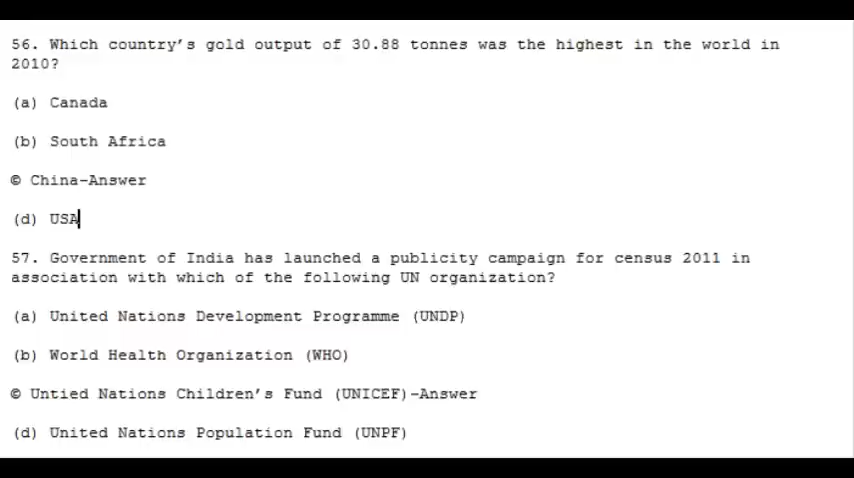 56. Which country's gold output of 30.88 tonnes was the highest in the world in
2010?
(a) Canada
(b) South Africa
© China-Answer
(d) USA
57. Government of India has launched a publicity campaign for census 2011 in
association with which of the following UN organization?
(a) United Nations Development Programme (UNDP)
(b) World Health Organization (WHO)
© Untied Nations Children's Fund (UNICEF)-Answer
(d) United Nations Population Fund (UNPF)